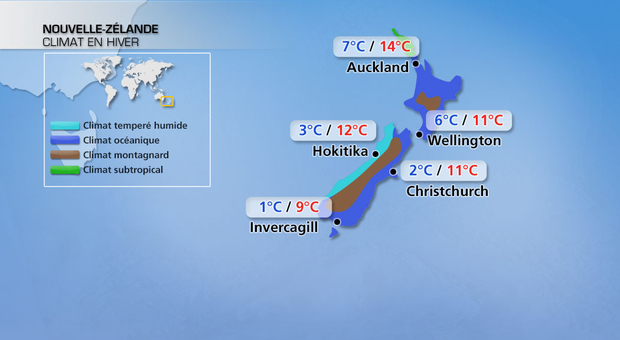 NOUVELLE-ZÉLANDE
CLIMAT EN HIVER
Climat temperé humide
Climat océanique
Climat montagnard
Climat subtropical
7°C / 14°C
Auckland
6°C / 11°C
Wellington
3°C / 12°C
Hokitika
2°C / 11°C
Christchurch
1°C / 9°C
Invercagill